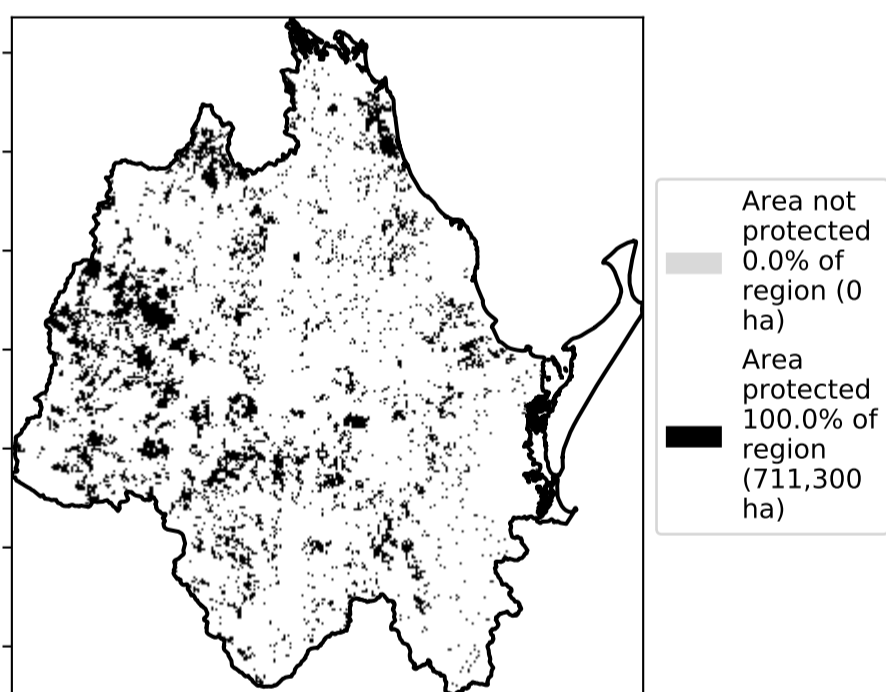 Area not
protected
0.0% of
region (0
ha)
Area
protected
100.0% of
region
(711,300
ha)